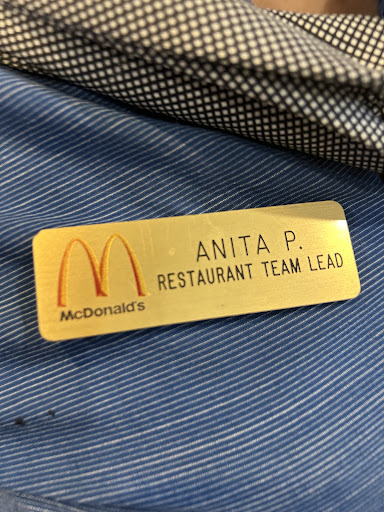 ANITA P.
RESTAURANT TEAM LEAD
McDonald's